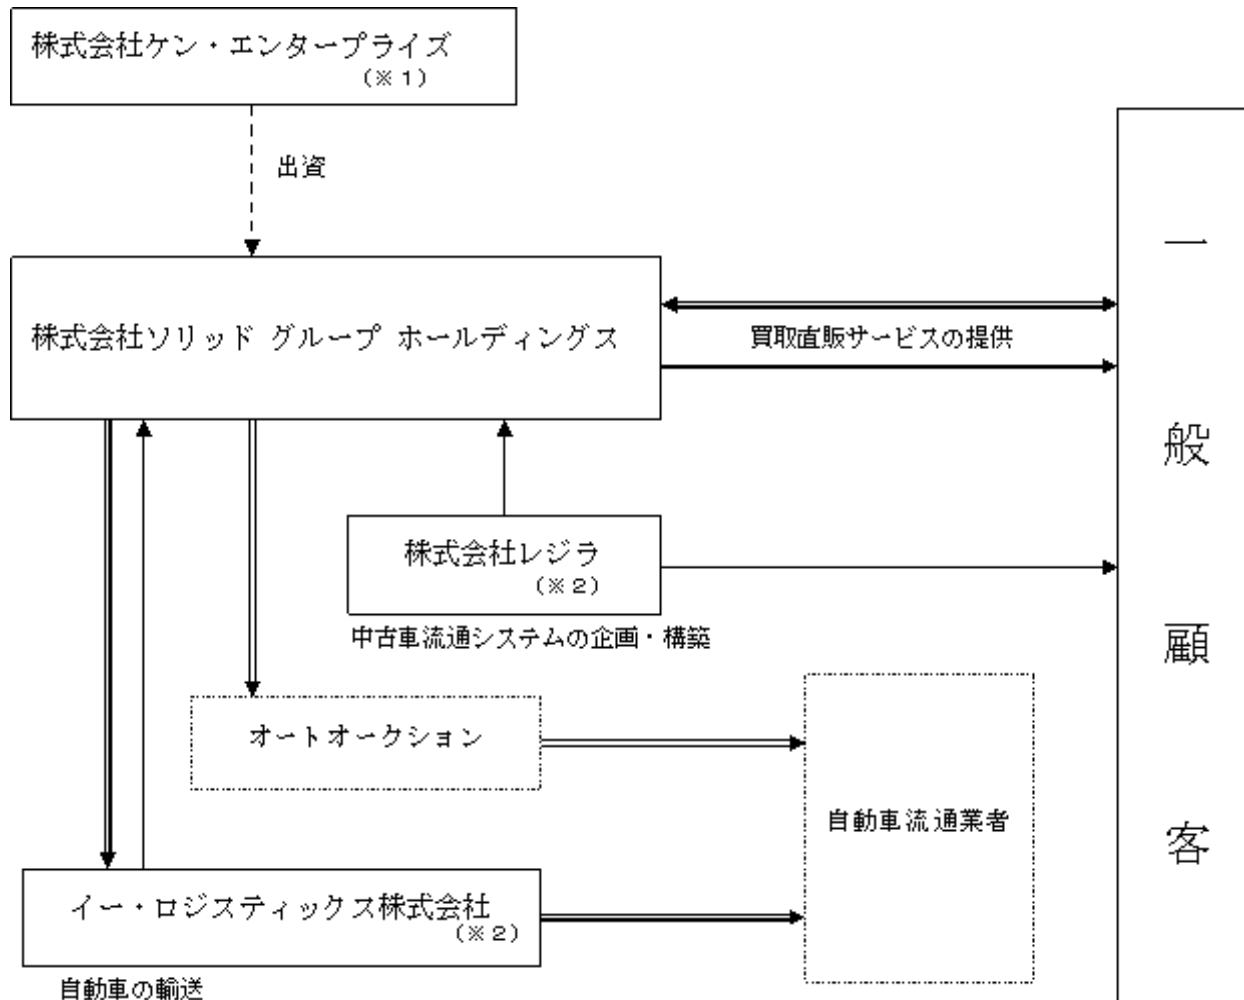 株式会社ケン・エンタープライズ
(※1)
出資
株式会社ソリッド グループ ホールディングス
買取直販サービスの提供
株式会社レジラ
(※2)
中古車流通システムの企画・構築
オートオークション
自動車流通業者
イー・ロジスティックス株式会社
(※2)
自動車の輸送
一般顧客